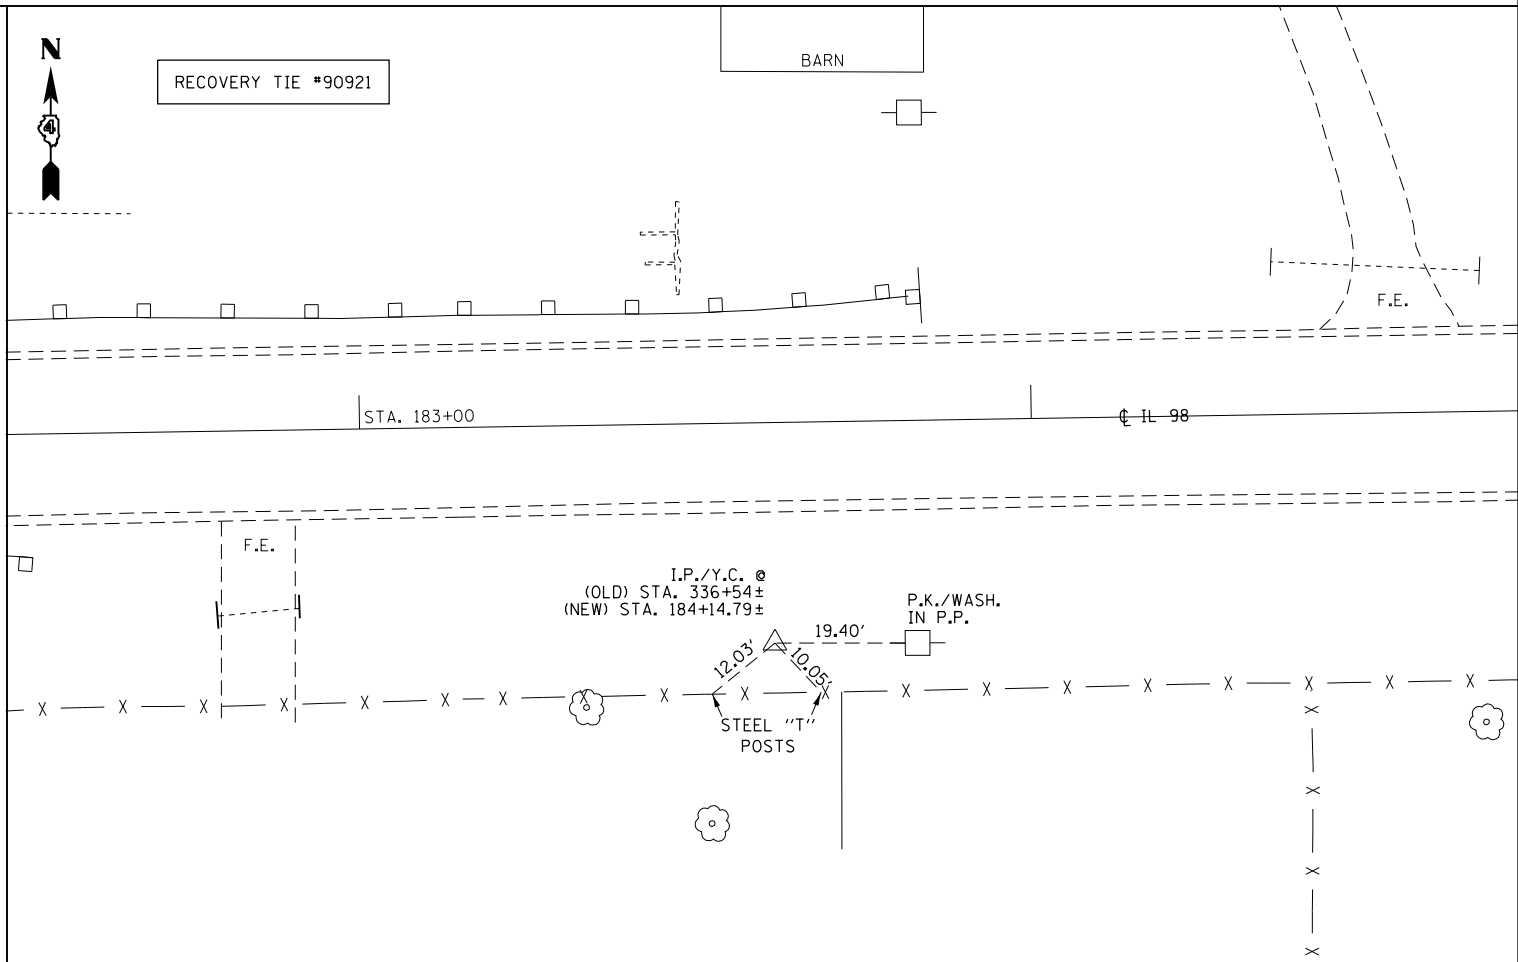 N
RECOVERY TIE #90921
BARN
4
F.E.
STA. 183+00
℄ IL 98
F.E.
I.P./Y.C. @
(OLD) STA. 336+54±
(NEW) STA. 184+14.79±
P.K./WASH.
IN P.P.
19.40'
12.03'
10.05'
STEEL "T"
POSTS